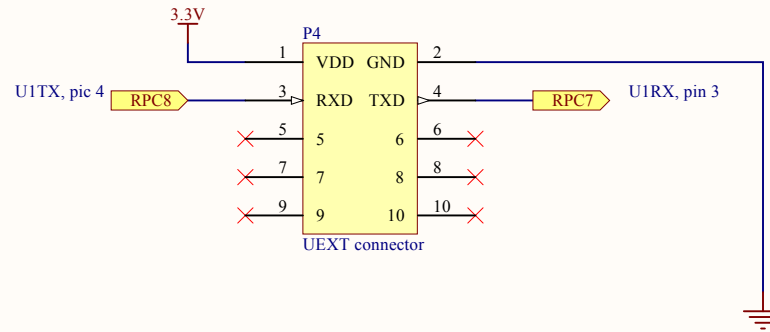 3.3V
P4
1 VDD GND 2
U1TX, pic 4 RPC8 3 RXD TXD 4 RPC7 U1RX, pin 3
5 5 6 6
7 7 8 8
9 9 10 10
UEXT connector